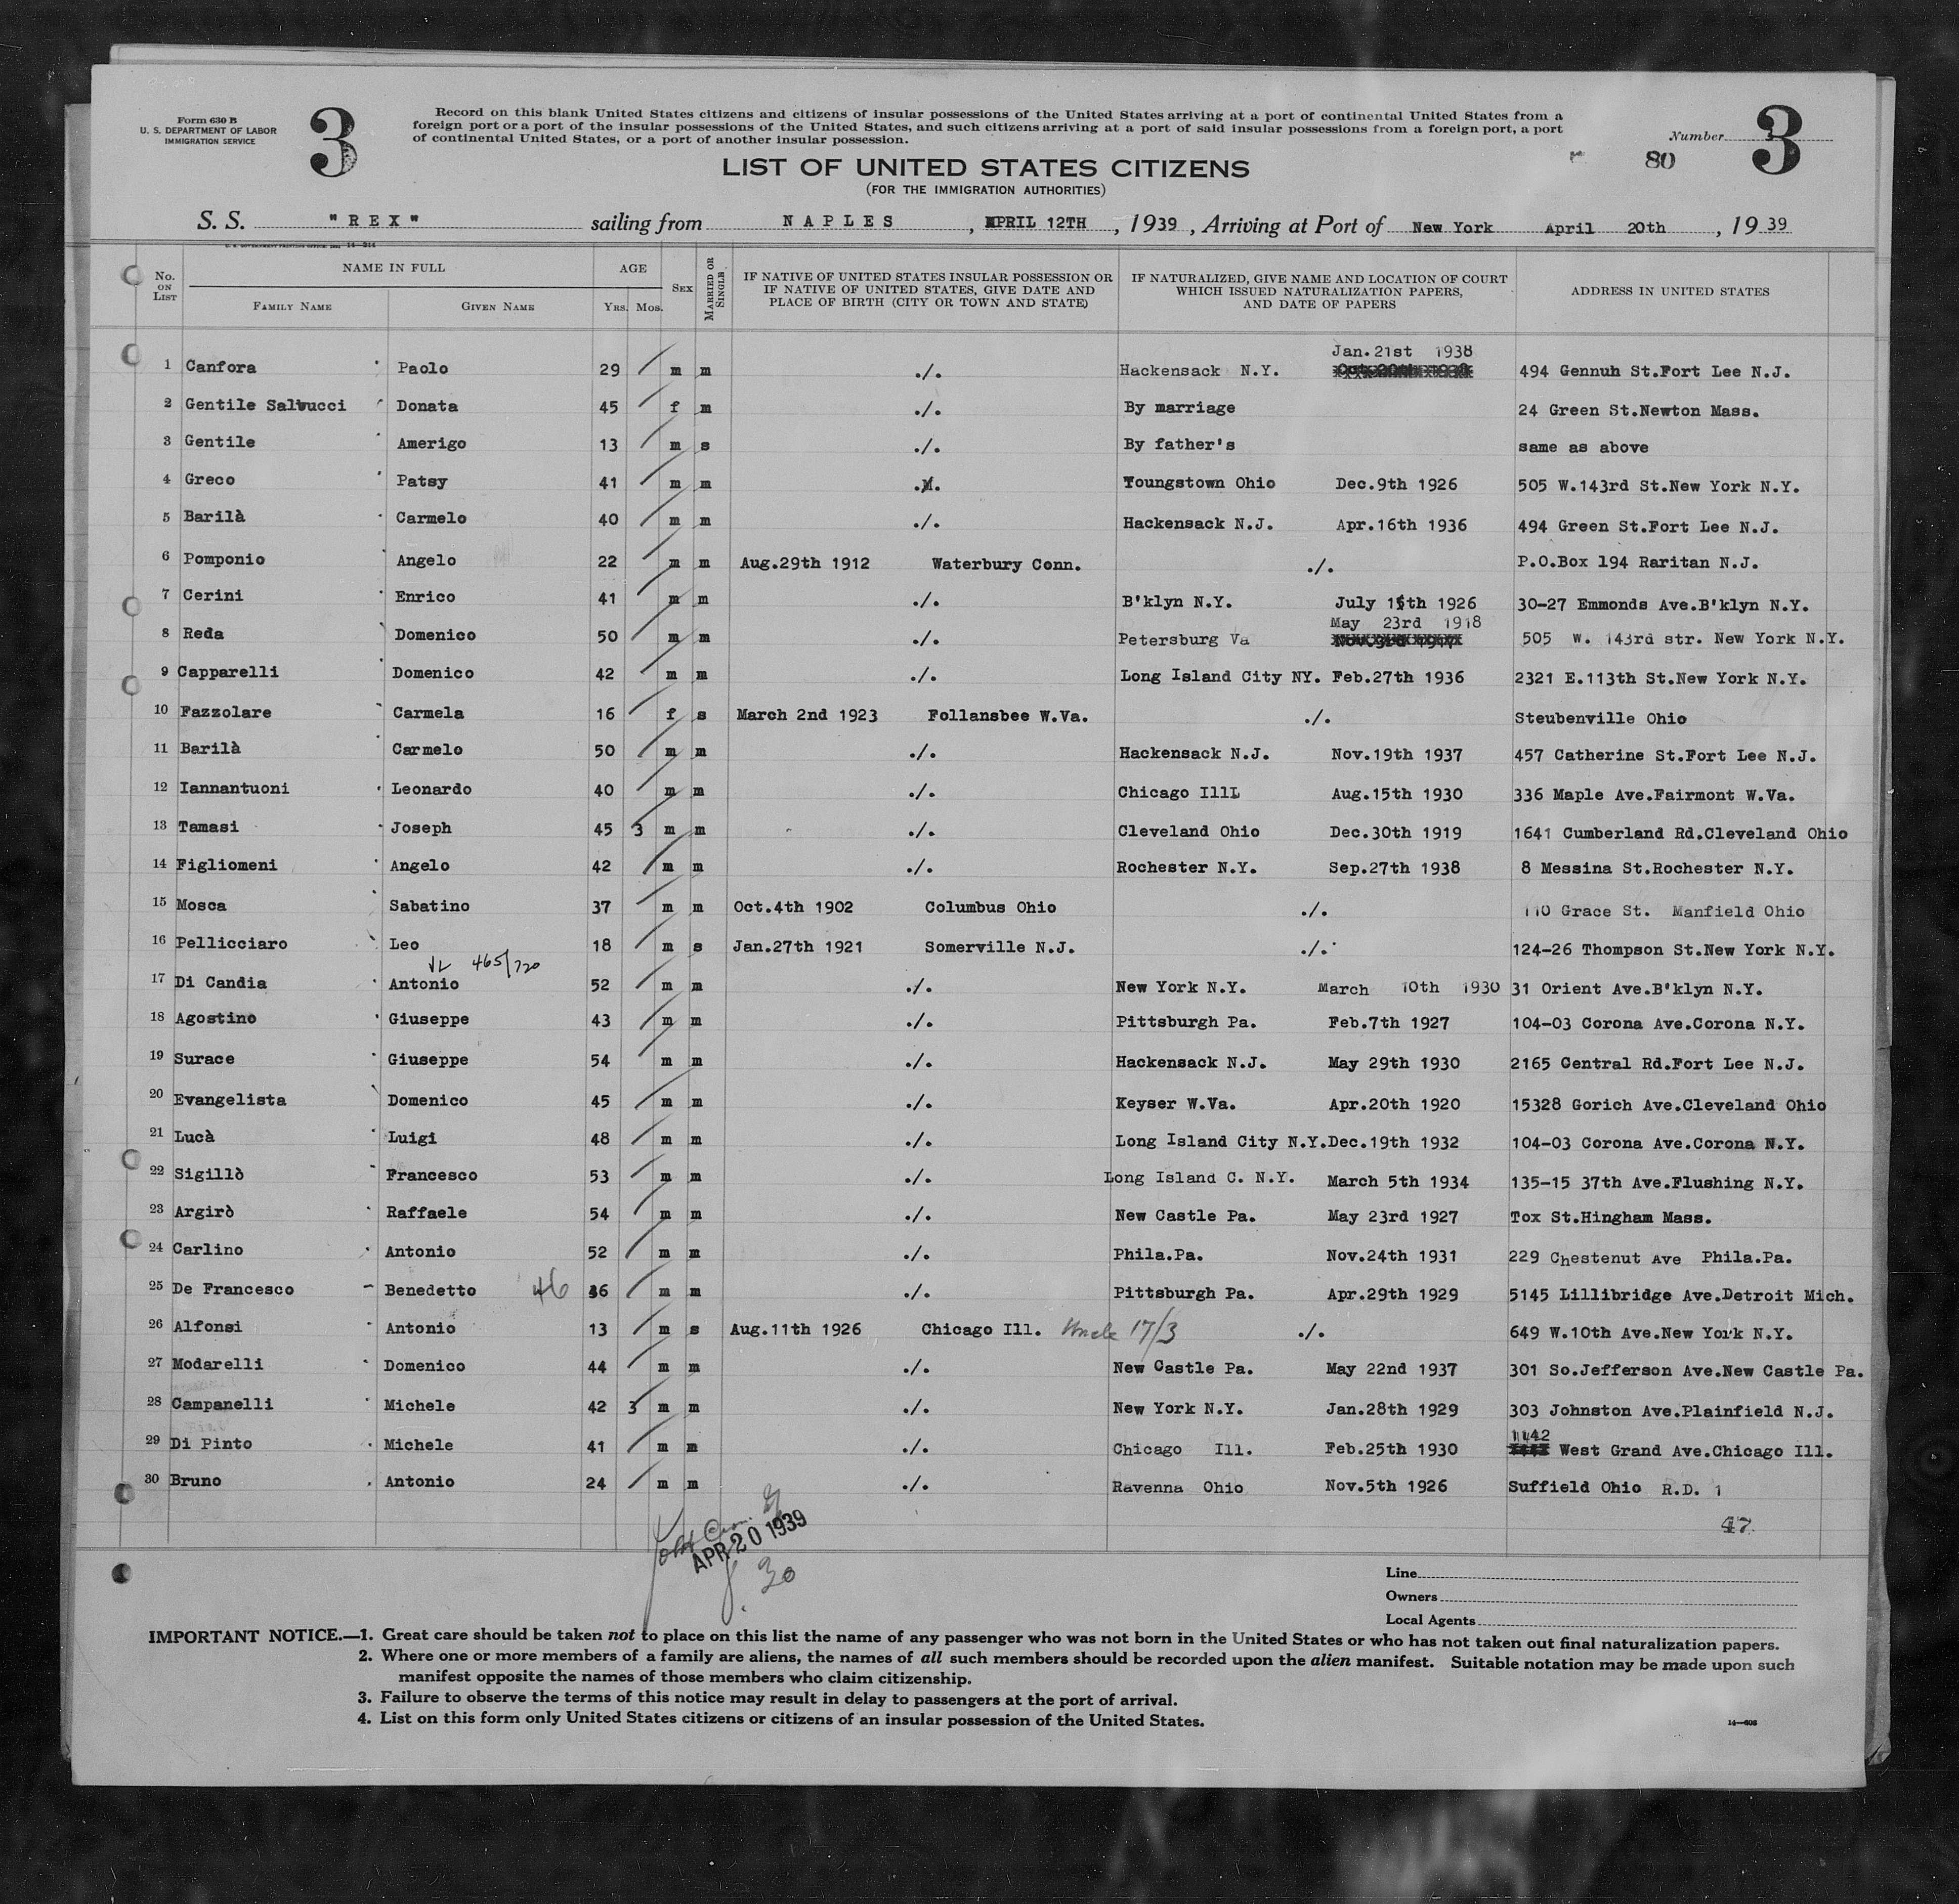 Form 630 B
U. S. DEPARTMENT OF LABOR
IMMIGRATION SERVICE
3
Record on this blank United States citizens and citizens of insular possessions of the United States arriving at a port of continental United States from a
foreign port or a port of the insular possessions of the United States, and such citizens arriving at a port of said insular possessions from a foreign port, a port
of continental United States, or a port of another insular possession.
Number 3
80
LIST OF UNITED STATES CITIZENS
(FOR THE IMMIGRATION AUTHORITIES)
S. S. "REX" sailing from NAPLES, APRIL 12TH, 1939, Arriving at Port of New York April 20th, 1939
No. ON LIST
NAME IN FULL
FAMILY NAME
GIVEN NAME
AGE
YRS. MOS.
SEX
MARRIED OR SINGLE
IF NATIVE OF UNITED STATES INSULAR POSSESSION OR
IF NATIVE OF UNITED STATES, GIVE DATE AND
PLACE OF BIRTH (CITY OR TOWN AND STATE)
IF NATURALIZED, GIVE NAME AND LOCATION OF COURT
WHICH ISSUED NATURALIZATION PAPERS,
AND DATE OF PAPERS
ADDRESS IN UNITED STATES
Jan.21st 1938
1 Canfora Paolo 29 m m ./. Hackensack N.Y. 494 Gennuh St.Fort Lee N.J.
2 Gentile Salvucci Donata 45 f m ./. By marriage 24 Green St.Newton Mass.
3 Gentile Amerigo 13 m s ./. By father's same as above
4 Greco Patsy 41 m m ./. Youngstown Ohio Dec.9th 1926 505 W.143rd St.New York N.Y.
5 Barilà Carmelo 40 m m ./. Hackensack N.J. Apr.16th 1936 494 Green St.Fort Lee N.J.
6 Pomponio Angelo 22 m m Aug.29th 1912 Waterbury Conn. ./. P.O.Box 194 Raritan N.J.
7 Cerini Enrico 41 m m ./. B'klyn N.Y. July 15th 1926 30-27 Emmonds Ave.B'klyn N.Y.
May 23rd 1918
8 Reda Domenico 50 m m ./. Petersburg Va 505 W. 143rd str. New York N.Y.
9 Capparelli Domenico 42 m m ./. Long Island City NY. Feb.27th 1936 2321 E.113th St.New York N.Y.
10 Fazzolare Carmela 16 f s March 2nd 1923 Follansbee W.Va. ./. Steubenville Ohio
11 Barilà Carmelo 50 m m ./. Hackensack N.J. Nov.19th 1937 457 Catherine St.Fort Lee N.J.
12 Iannantuoni Leonardo 40 m m ./. Chicago IllL Aug.15th 1930 336 Maple Ave.Fairmont W.Va.
13 Tamasi Joseph 45 3 m m ./. Cleveland Ohio Dec.30th 1919 1641 Cumberland Rd.Cleveland Ohio
14 Figliomeni Angelo 42 m m ./. Rochester N.Y. Sep.27th 1938 8 Messina St.Rochester N.Y.
15 Mosca Sabatino 37 m m Oct.4th 1902 Columbus Ohio ./. 110 Grace St. Manfield Ohio
16 Pellicciaro Leo 18 m s Jan.27th 1921 Somerville N.J. ./. 124-26 Thompson St.New York N.Y.
465/720
17 Di Candia Antonio 52 m m ./. New York N.Y. March 10th 1930 31 Orient Ave.B'klyn N.Y.
18 Agostino Giuseppe 43 m m ./. Pittsburgh Pa. Feb.7th 1927 104-03 Corona Ave.Corona N.Y.
19 Surace Giuseppe 54 m m ./. Hackensack N.J. May 29th 1930 2165 Central Rd.Fort Lee N.J.
20 Evangelista Domenico 45 m m ./. Keyser W.Va. Apr.20th 1920 15328 Gorich Ave.Cleveland Ohio
21 Lucà Luigi 48 m m ./. Long Island City N.Y.Dec.19th 1932 104-03 Corona Ave.Corona N.Y.
22 Sigillò Francesco 53 m m ./. Long Island C. N.Y. March 5th 1934 135-15 37th Ave.Flushing N.Y.
23 Argirò Raffaele 54 m m ./. New Castle Pa. May 23rd 1927 Tox St.Hingham Mass.
24 Carlino Antonio 52 m m ./. Phila.Pa. Nov.24th 1931 229 Chestenut Ave Phila.Pa.
25 De Francesco Benedetto 46 36 m m ./. Pittsburgh Pa. Apr.29th 1929 5145 Lillibridge Ave.Detroit Mich.
26 Alfonsi Antonio 13 m s Aug.11th 1926 Chicago Ill. Uncle 17/3 ./. 649 W.10th Ave.New York N.Y.
27 Modarelli Domenico 44 m m ./. New Castle Pa. May 22nd 1937 301 So.Jefferson Ave.New Castle Pa.
28 Campanelli Michele 42 3 m m ./. New York N.Y. Jan.28th 1929 303 Johnston Ave.Plainfield N.J.
1142
29 Di Pinto Michele 41 m m ./. Chicago Ill. Feb.25th 1930 West Grand Ave.Chicago Ill.
30 Bruno Antonio 24 m m ./. Ravenna Ohio Nov.5th 1926 Suffield Ohio R.D. 1
47
APR 20 1939
30
Line
Owners
Local Agents
IMPORTANT NOTICE.—1. Great care should be taken not to place on this list the name of any passenger who was not born in the United States or who has not taken out final naturalization papers.
2. Where one or more members of a family are aliens, the names of all such members should be recorded upon the alien manifest. Suitable notation may be made upon such
manifest opposite the names of those members who claim citizenship.
3. Failure to observe the terms of this notice may result in delay to passengers at the port of arrival.
4. List on this form only United States citizens or citizens of an insular possession of the United States.
14—608